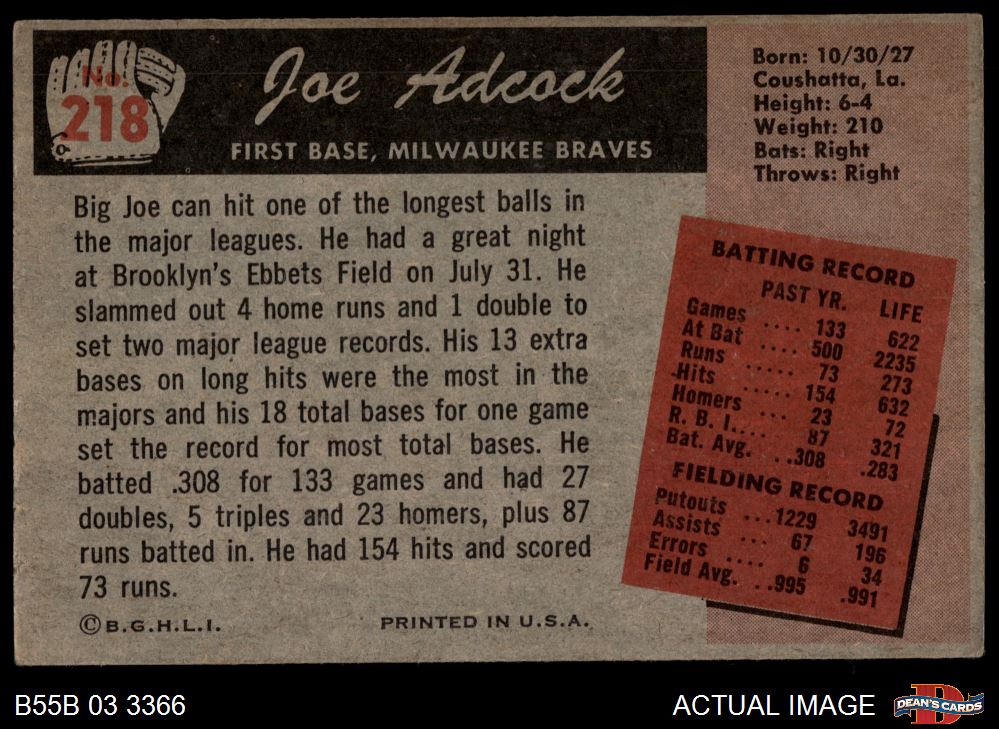 No.
218
Joe Adcock
FIRST BASE, MILWAUKEE BRAVES
Born: 10/30/27
Coushatta, La.
Height: 6-4
Weight: 210
Bats: Right
Throws: Right
Big Joe can hit one of the longest balls in
the major leagues. He had a great night
at Brooklyn's Ebbets Field on July 31. He
slammed out 4 home runs and 1 double to
set two major league records. His 13 extra
bases on long hits were the most in the
majors and his 18 total bases for one game
set the record for most total bases. He
batted .308 for 133 games and had 27
doubles, 5 triples and 23 homers, plus 87
runs batted in. He had 154 hits and scored
73 runs.
©B.G.H.L.I. PRINTED IN U.S.A.
BATTING RECORD
PAST YR. LIFE
Games .... 133 622
At Bat .... 500 2235
Runs ..... 73 273
Hits ..... 154 632
Homers ... 23 72
R. B. I.... 87 321
Bat. Avg. ..308 .283
FIELDING RECORD
Putouts ...1229 3491
Assists .... 67 196
Errors .... 6 34
Field Avg. ..995 .991
B55B 03 3366 ACTUAL IMAGE DEAN'S CARDS